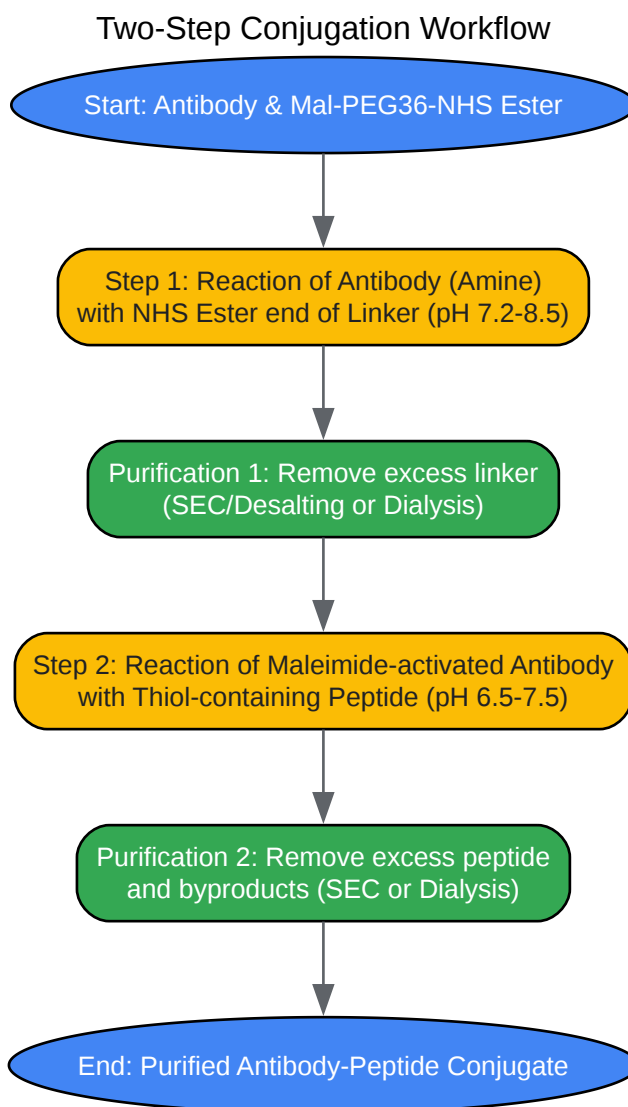 Two-Step Conjugation Workflow
Start: Antibody & Mal-PEG36-NHS Ester
Step 1: Reaction of Antibody (Amine)
with NHS Ester end of Linker (pH 7.2-8.5)
Purification 1: Remove excess linker
(SEC/Desalting or Dialysis)
Step 2: Reaction of Maleimide-activated Antibody
with Thiol-containing Peptide (pH 6.5-7.5)
Purification 2: Remove excess peptide
and byproducts (SEC or Dialysis)
End: Purified Antibody-Peptide Conjugate